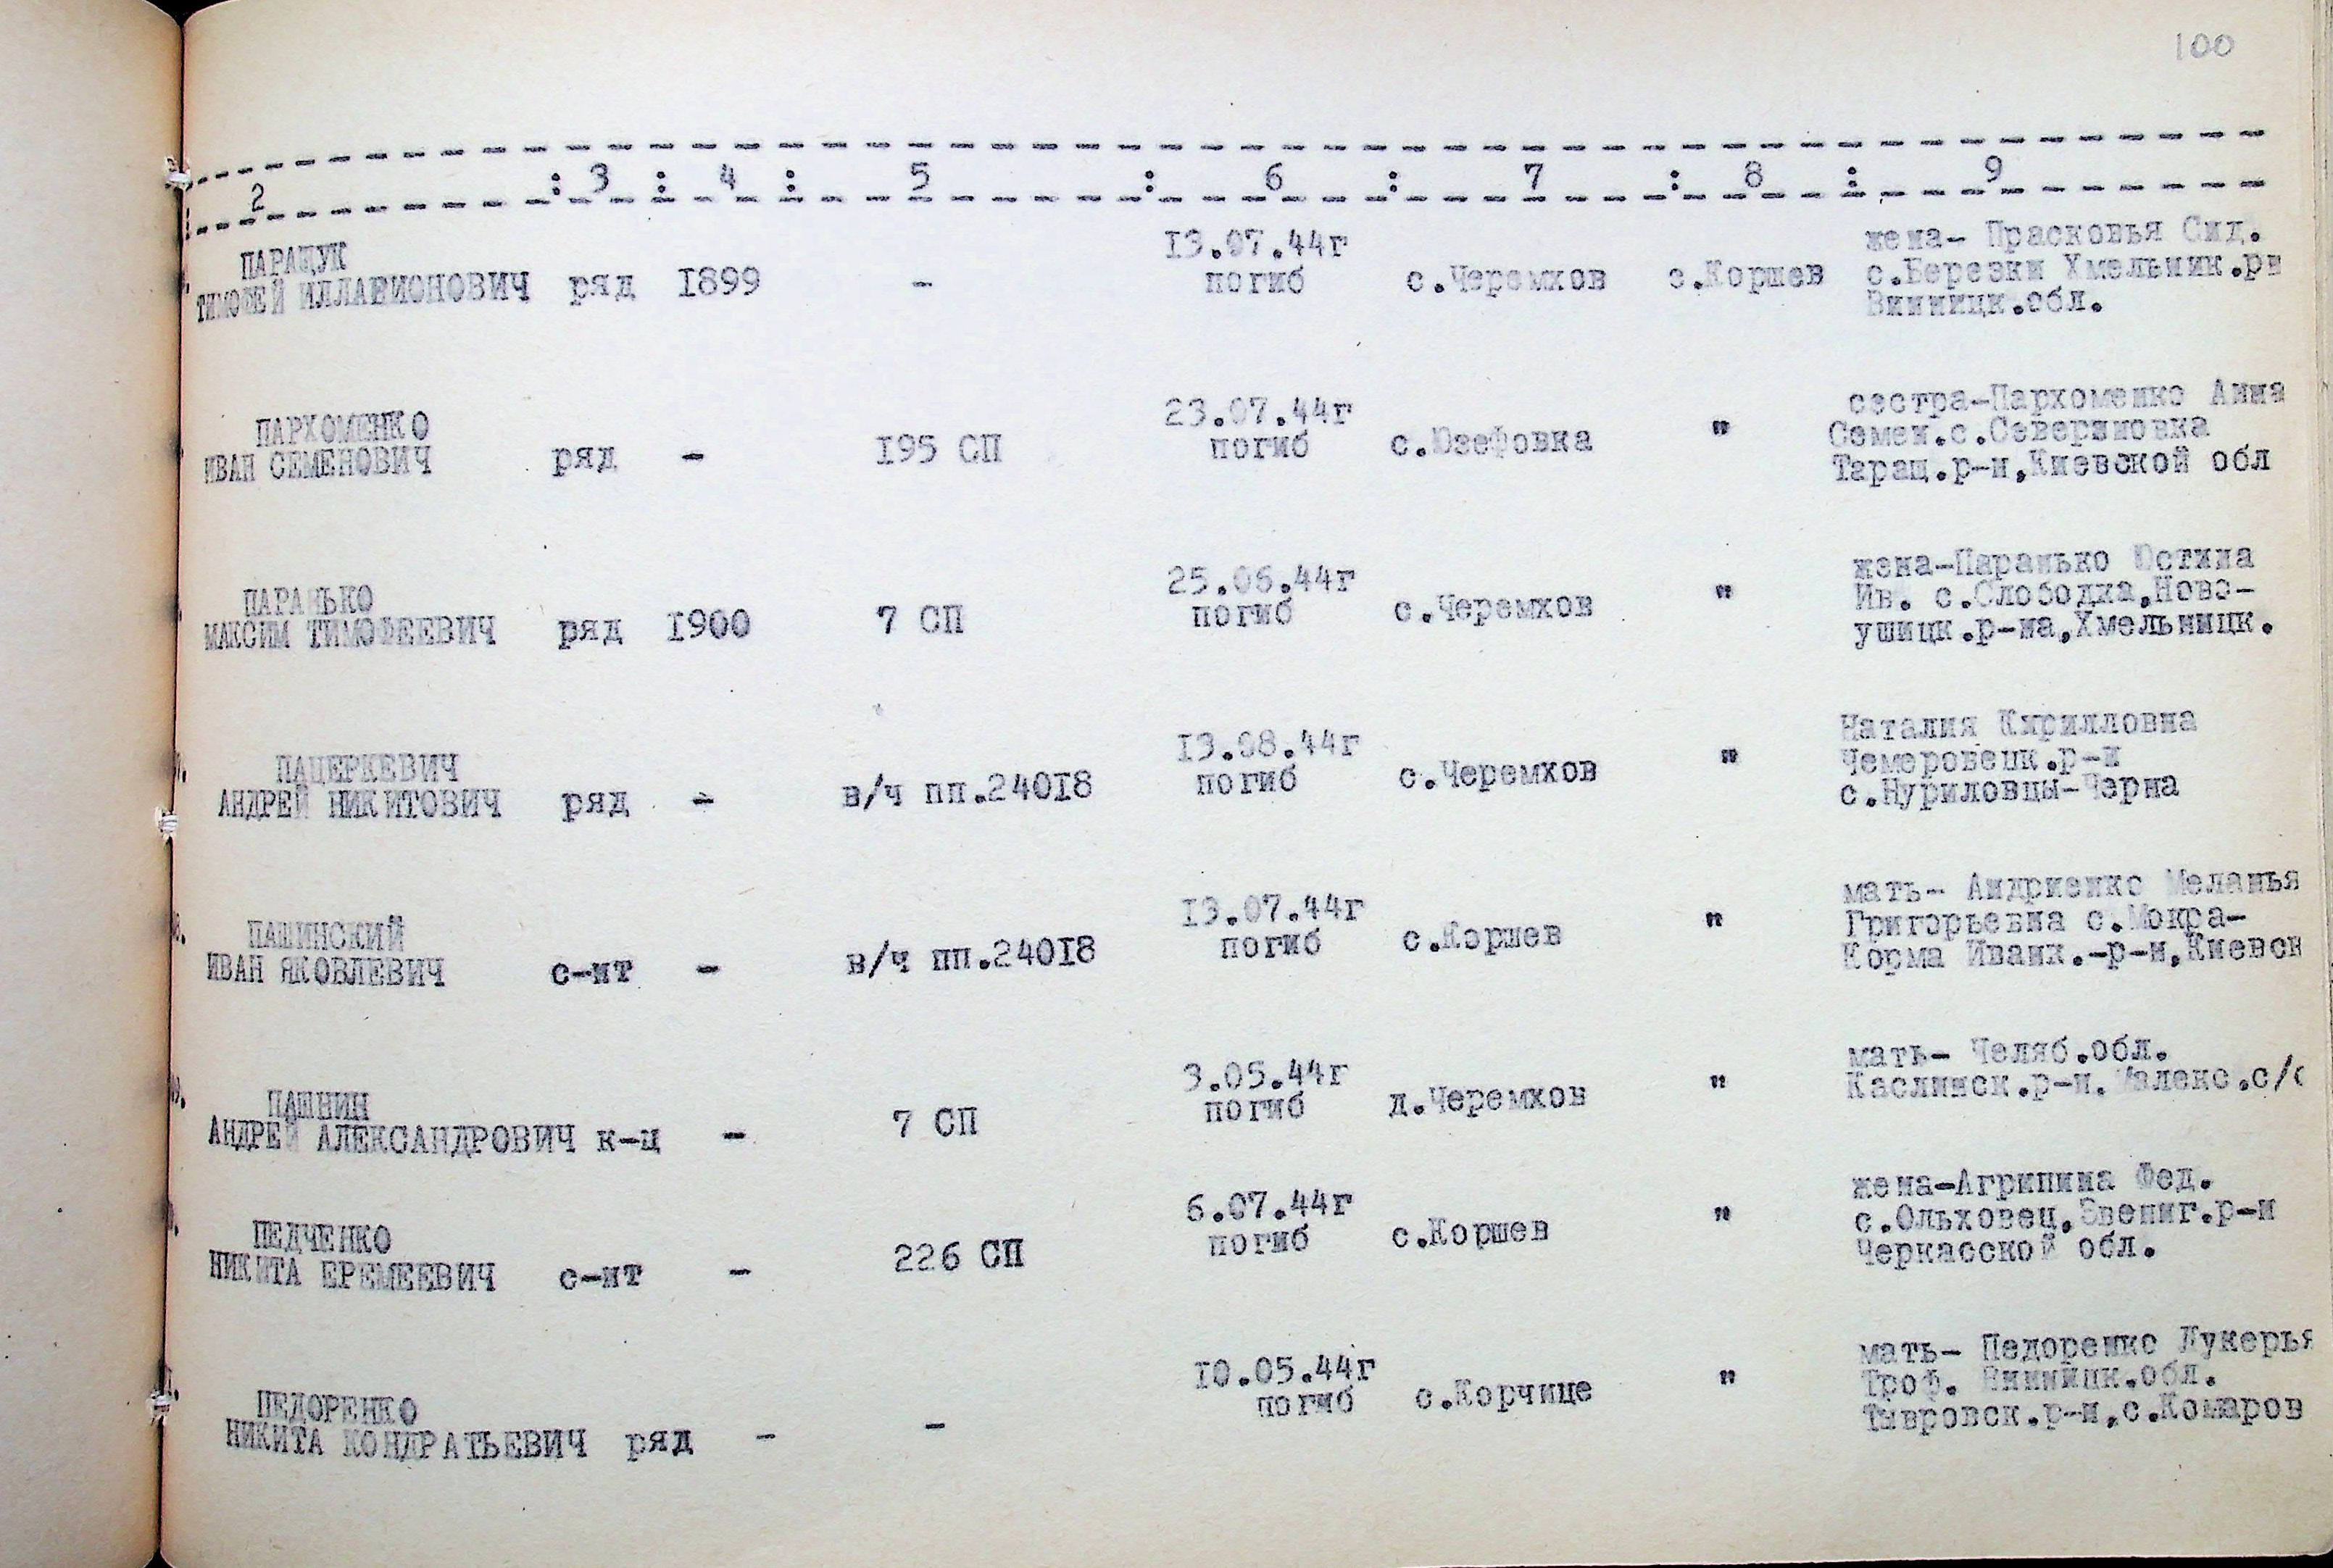 100
2 : 3 : 4 : 5 : 6 : 7 : 8 : 9
ПАРАЩУК
ТИМОФЕЙ ИЛЛАРИОНОВИЧ ряд 1899 - 13.07.44г
погиб с.Черемхов с.Коршев жена- Прасковья Сид.
с.Березки Хмельник.рн
Винницк.обл.
ПАРХОМЕНКО
ИВАН СЕМЕНОВИЧ ряд - 195 СП 23.07.44г
погиб с.Юзефовка " сестра-Пархоменко Анна
Семен.с.Севериновка
Таращ.р-н,Киевской обл
ПАРАНЬКО
МАКСИМ ТИМОФЕЕВИЧ ряд 1900 7 СП 25.06.44г
погиб с.Черемхов " жена-Паранько Юстина
Ив. с.Слободка,Ново-
ушицк.р-на,Хмельницк.
ПАЦЕРКЕВИЧ
АНДРЕЙ НИКИТОВИЧ ряд - в/ч пп.24018 13.08.44г
погиб с.Черемхов " Наталия Кирилловна
Чемеровецк.р-н
с.Нуриловцы-Черна
ПАШИНСКИЙ
ИВАН ЯКОВЛЕВИЧ с-нт - в/ч пп.24018 13.07.44г
погиб с.Коршев " мать- Андриенко Меланья
Григорьевна с.Мокра-
Корма Иванк.-р-н,Киевск
ПАШНИН
АНДРЕЙ АЛЕКСАНДРОВИЧ к-ц - 7 СП 3.05.44г
погиб д.Черемхов " мать- Челяб.обл.
Каслинск.р-н.
ПЕДЧЕНКО
НИКИТА ЕРЕМЕЕВИЧ с-нт - 226 СП 6.07.44г
погиб с.Коршев " жена-Агрипина Фед.
с.Ольховец,Звениг.р-н
Черкасской обл.
ПЕДОРЕНКО
НИКИТА КОНДРАТЬЕВИЧ ряд - - 10.05.44г
погиб с.Корчице " мать- Педоренко Лукерья
Троф. Винницк.обл.
Тывровск.р-н,с.Комаров